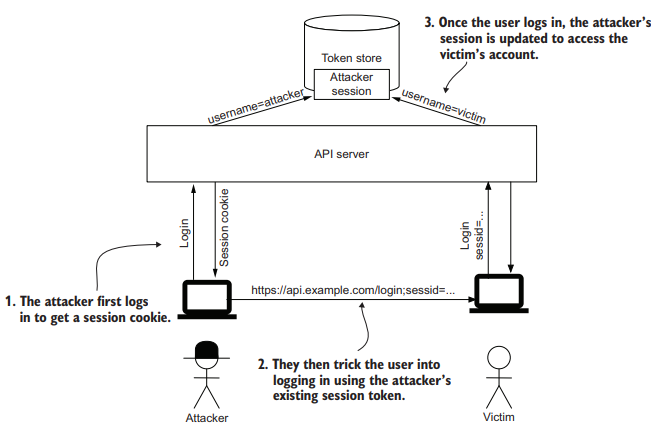 3. Once the user logs in, the attacker's
session is updated to access the
victim's account.
Token store
Attacker
session
username=attacker
username=victim
API server
Login
Session cookie
Login
sessid=...
https://api.example.com/login;sessid=...
1. The attacker first logs
in to get a session cookie.
2. They then trick the user into
logging in using the attacker's
existing session token.
Attacker
Victim